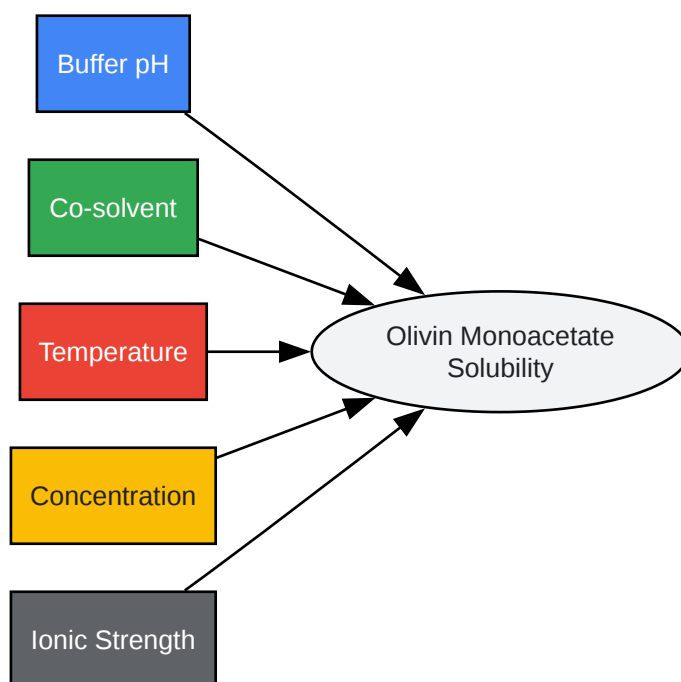 Buffer pH
Co-solvent
Temperature
Olivin Monoacetate
Solubility
Concentration
Ionic Strength